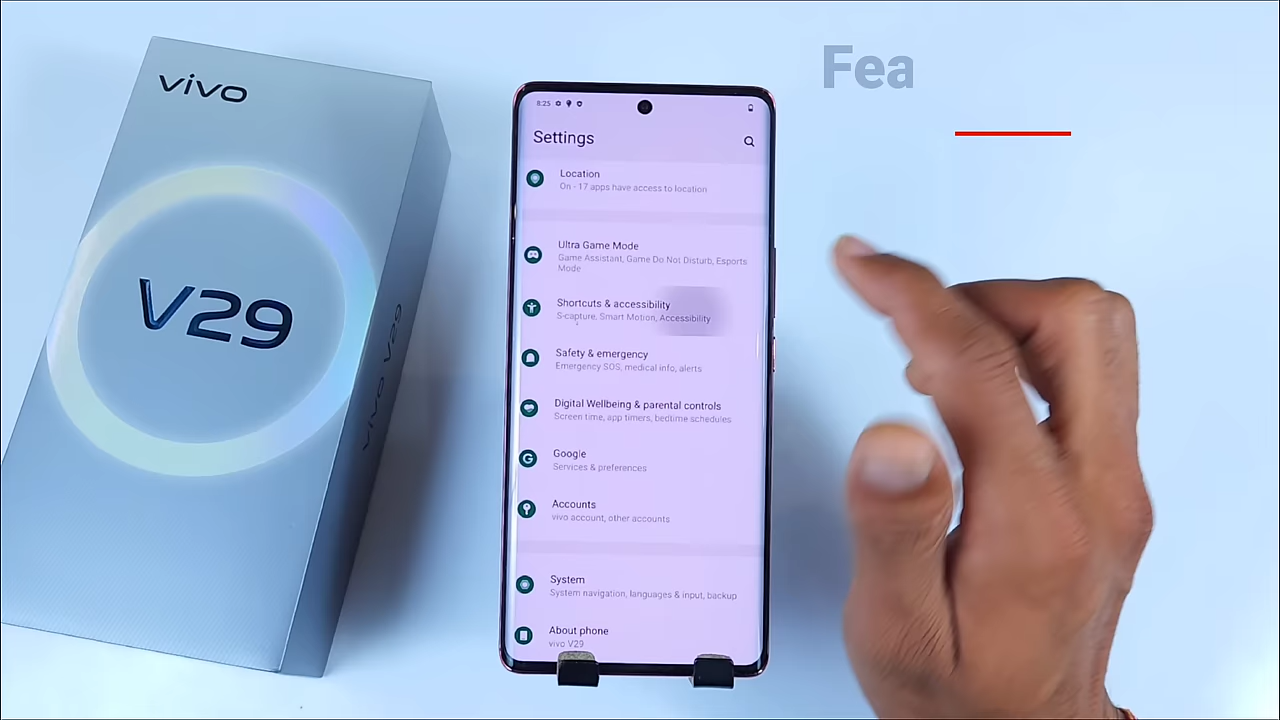 vivo
V29
vivo V29
Fea
8:25
Settings
Location
On - 17 apps have access to location
Ultra Game Mode
Game Assistant, Game Do Not Disturb, Esports
Mode
Shortcuts & accessibility
S-capture, Smart Motion, Accessibility
Safety & emergency
Emergency SOS, medical info, alerts
Digital Wellbeing & parental controls
Screen time, app timers, bedtime schedules
Google
Services & preferences
Accounts
vivo account, other accounts
System
System navigation, languages & input, backup
About phone
vivo V29